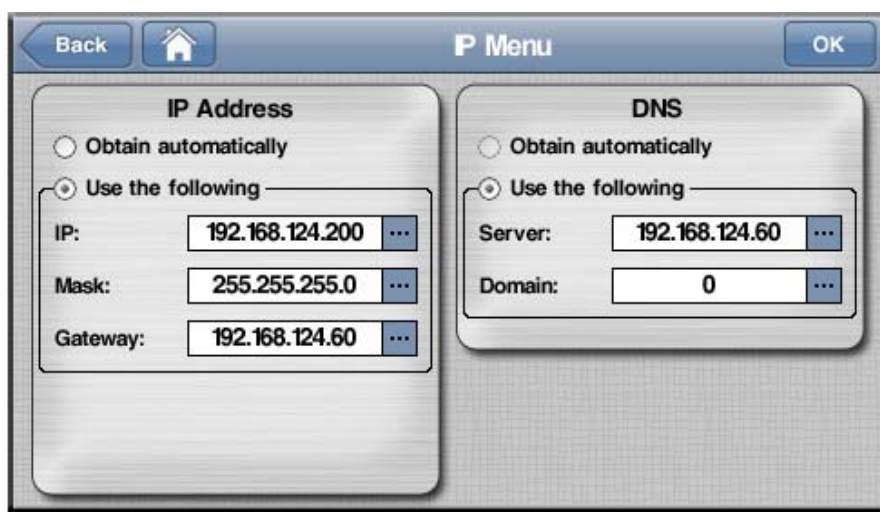 Back
IP Menu
OK
IP Address
Obtain automatically
Use the following
IP: 192.168.124.200 ...
Mask: 255.255.255.0 ...
Gateway: 192.168.124.60 ...
DNS
Obtain automatically
Use the following
Server: 192.168.124.60 ...
Domain: 0 ...